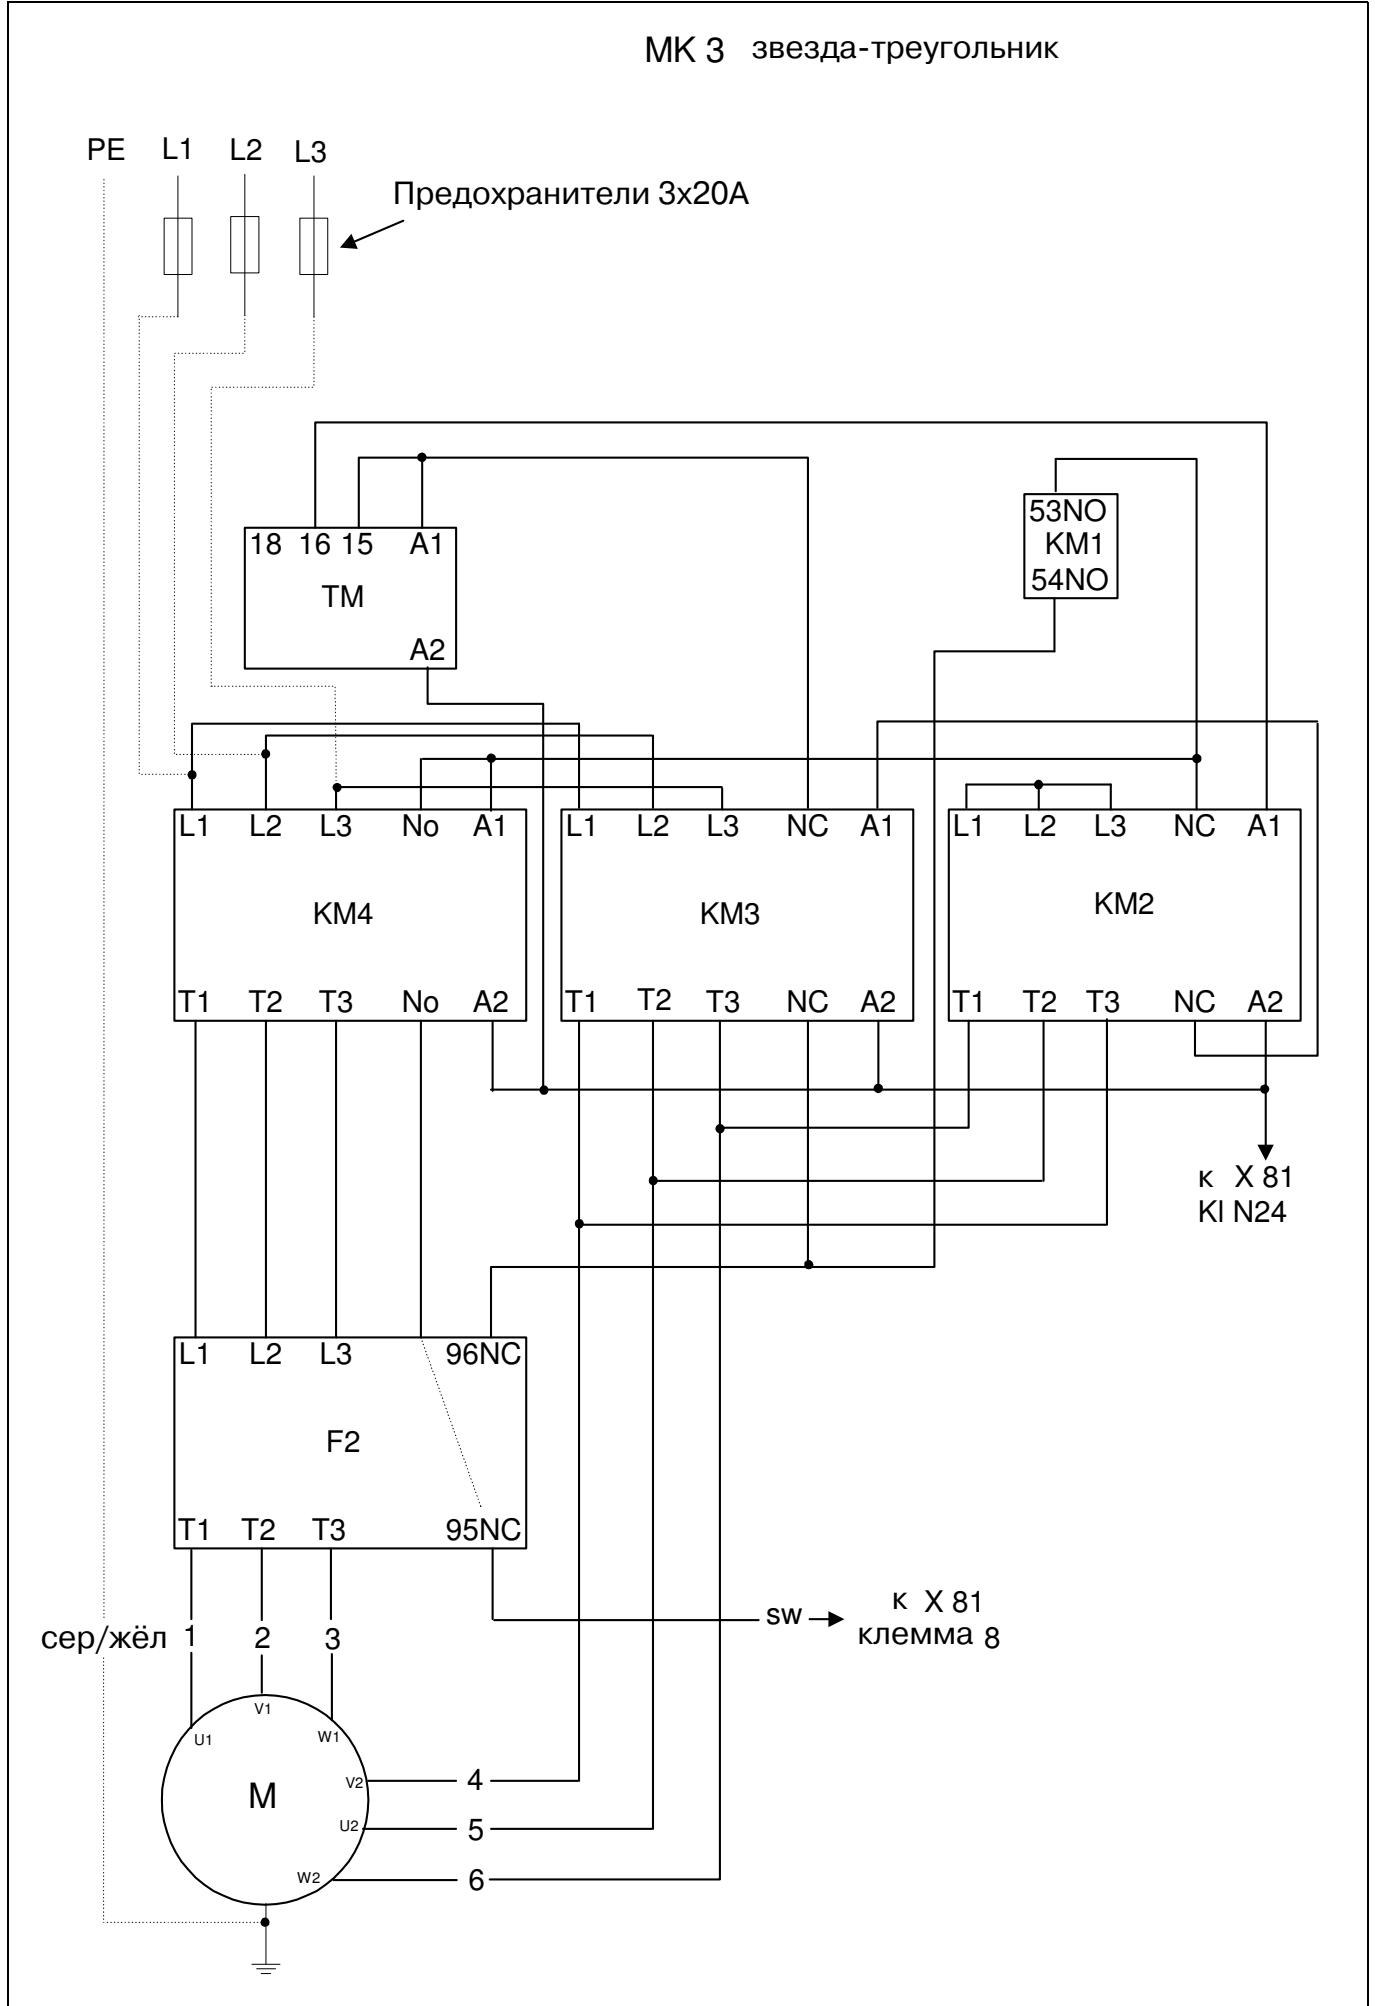 МК 3 звезда-треугольник
PE L1 L2 L3
Предохранители 3x20A
18 16 15 A1
TM
A2
53NO
KM1
54NO
L1 L2 L3 No A1
KM4
T1 T2 T3 No A2
L1 L2 L3 NC A1
KM3
T1 T2 T3 NC A2
L1 L2 L3 NC A1
KM2
T1 T2 T3 NC A2
к X 81
Kl N24
L1 L2 L3 96NC
F2
T1 T2 T3 95NC
sw
к X 81
клемма 8
сер/жёл 1 2 3
U1 V1 W1
M
V2 4
U2 5
W2 6